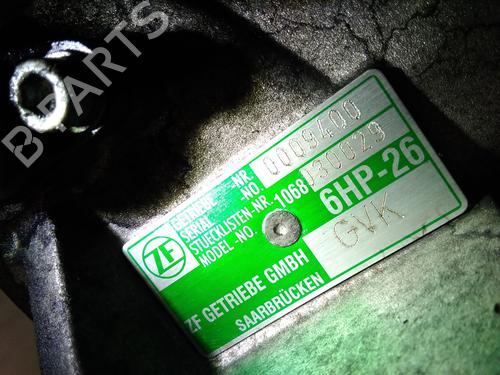 B PARTS
GETRIEBE -NR. 0009400
SERIAL -NO.
STUECKLISTEN-NR. 1068 030029
MODEL-NO.
6HP-26
ZF
ZF GETRIEBE GMBH GVK
SAARBRÜCKEN